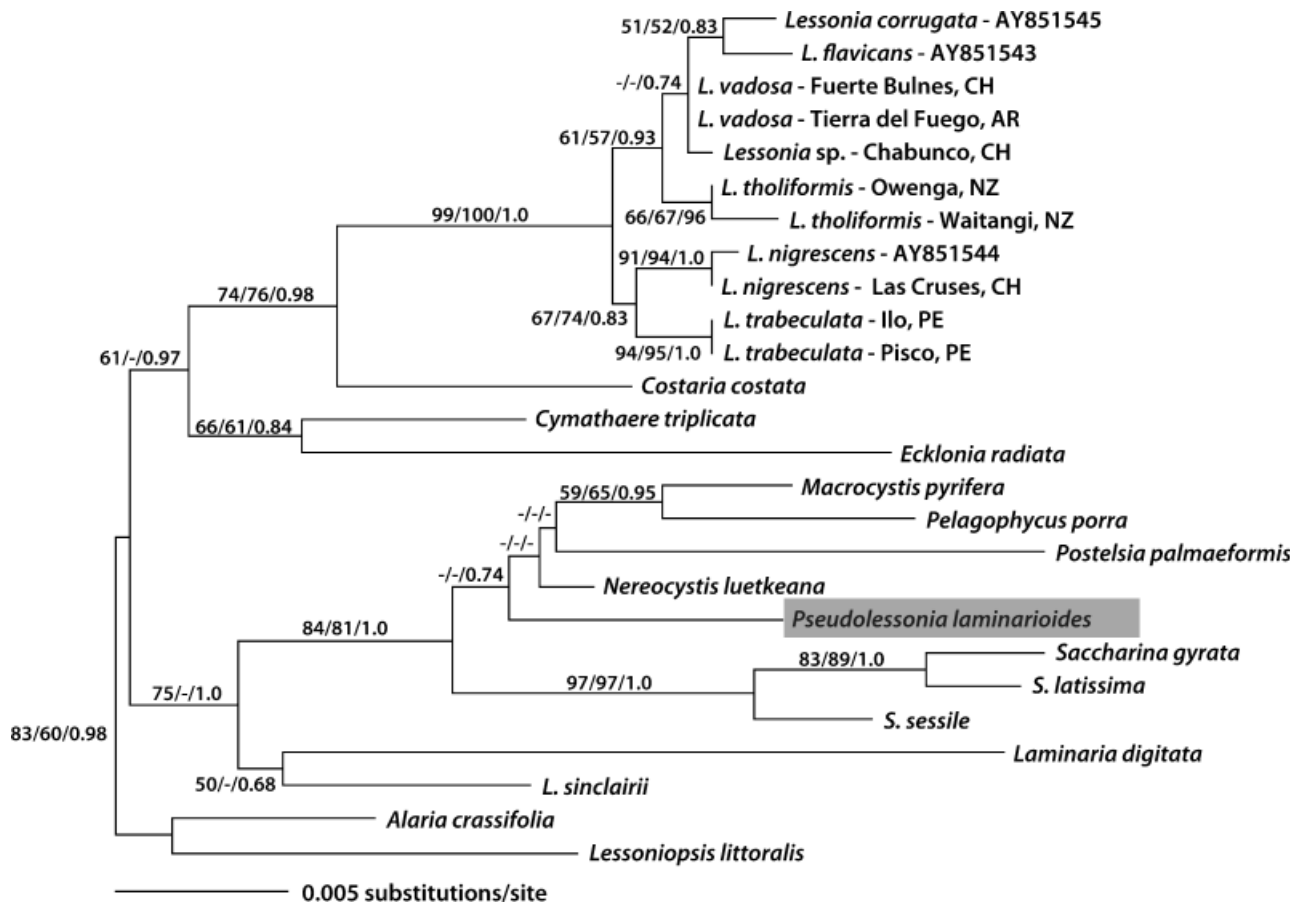 Lessonia corrugata - AY851545
51/52/0.83
L. flavicans - AY851543
-/-/0.74
L. vadosa - Fuerte Bulnes, CH
L. vadosa - Tierra del Fuego, AR
61/57/0.93
Lessonia sp. - Chabunco, CH
L. tholiformis - Owenga, NZ
99/100/1.0
66/67/96
L. tholiformis - Waitangi, NZ
L. nigrescens - AY851544
91/94/1.0
L. nigrescens - Las Cruses, CH
74/76/0.98
67/74/0.83
L. trabeculata - Ilo, PE
94/95/1.0
L. trabeculata - Pisco, PE
61/-/0.97
Costaria costata
Cymathaere triplicata
66/61/0.84
Ecklonia radiata
Macrocystis pyrifera
59/65/0.95
-/-/-
Pelagophycus porra
-/-/-
Postelsia palmaeformis
-/-/0.74
Nereocystis luetkeana
Pseudolessonia laminarioides
84/81/1.0
Saccharina gyrata
83/89/1.0
97/97/1.0
S. latissima
75/-/1.0
S. sessile
83/60/0.98
Laminaria digitata
50/-/0.68
L. sinclairii
Alaria crassifolia
Lessoniopsis littoralis
0.005 substitutions/site